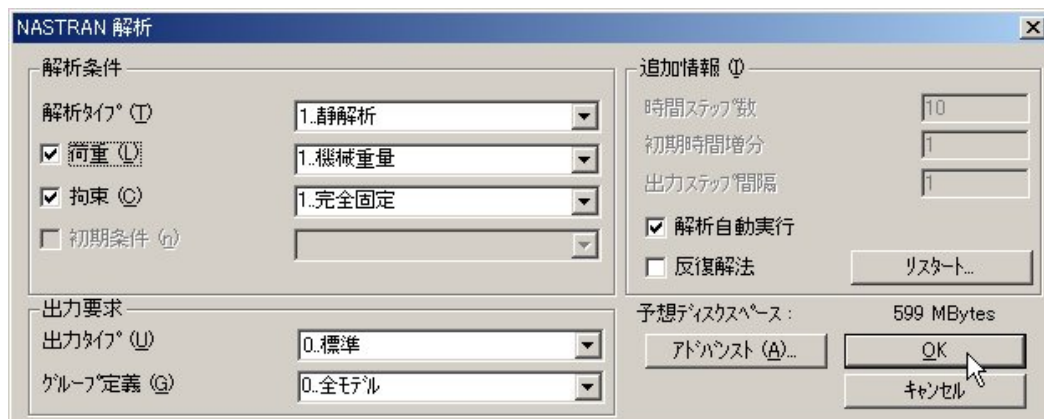 NASTRAN 解析
解析条件
解析ﾀｲﾌﾟ (T)
1..静解析
荷重 (L)
1..機械重量
拘束 (C)
1..完全固定
初期条件 (n)
出力要求
出力ﾀｲﾌﾟ (U)
0..標準
ｸﾞﾙｰﾌﾟ定義 (G)
0..全ﾓﾃﾞﾙ
追加情報 (I)
時間ｽﾃｯﾌﾟ数
10
初期時間増分
1
出力ｽﾃｯﾌﾟ間隔
1
解析自動実行
反復解法
ﾘｽﾀｰﾄ...
予想ﾃﾞｨｽｸｽﾍﾟｰｽ :
599 MBytes
ｱﾄﾞﾊﾞﾝｽﾄ (A)...
OK
ｷｬﾝｾﾙ